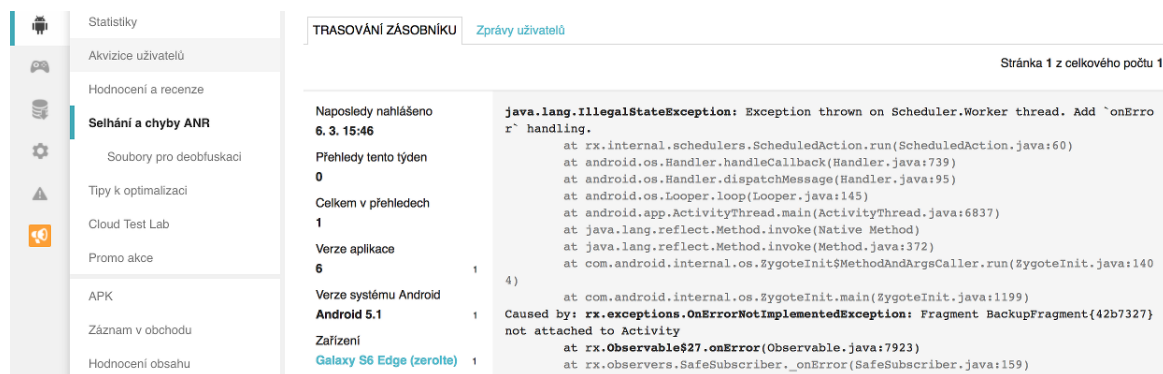 Statistiky
Akvizice uživatelů
Hodnocení a recenze
Selhání a chyby ANR
Soubory pro deobfuskaci
Tipy k optimalizaci
Cloud Test Lab
Promo akce
APK
Záznam v obchodu
Hodnocení obsahu
TRASOVÁNÍ ZÁSOBNÍKU Zprávy uživatelů
Stránka 1 z celkového počtu 1
Naposledy nahlášeno
6. 3. 15:46
Přehledy tento týden
0
Celkem v přehledech
1
Verze aplikace
6 1
Verze systému Android
Android 5.1 1
Zařízení
Galaxy S6 Edge (zerolte) 1
java.lang.IllegalStateException: Exception thrown on Scheduler.Worker thread. Add `onErro
r` handling.
at rx.internal.schedulers.ScheduledAction.run(ScheduledAction.java:60)
at android.os.Handler.handleCallback(Handler.java:739)
at android.os.Handler.dispatchMessage(Handler.java:95)
at android.os.Looper.loop(Looper.java:145)
at android.app.ActivityThread.main(ActivityThread.java:6837)
at java.lang.reflect.Method.invoke(Native Method)
at java.lang.reflect.Method.invoke(Method.java:372)
at com.android.internal.os.ZygoteInit$MethodAndArgsCaller.run(ZygoteInit.java:140
4)
at com.android.internal.os.ZygoteInit.main(ZygoteInit.java:1199)
Caused by: rx.exceptions.OnErrorNotImplementedException: Fragment BackupFragment{42b7327}
not attached to Activity
at rx.Observable$27.onError(Observable.java:7923)
at rx.observers.SafeSubscriber._onError(SafeSubscriber.java:159)